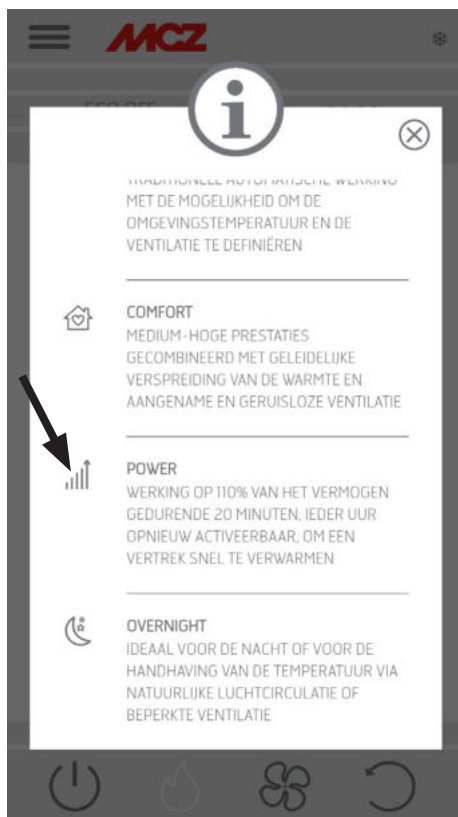 MCZ
TRADITIONELE AUTOMATISCHE WERKING
MET DE MOGELIJKHEID OM DE
OMGEVINGSTEMPERATUUR EN DE
VENTILATIE TE DEFINIËREN
COMFORT
MEDIUM-HOGE PRESTATIES
GECOMBINEERD MET GELEIDELIJKE
VERSPREIDING VAN DE WARMTE EN
AANGENAME EN GERUISLOZE VENTILATIE
POWER
WERKING OP 110% VAN HET VERMOGEN
GEDURENDE 20 MINUTEN, IEDER UUR
OPNIEUW ACTIVEERBAAR, OM EEN
VERTREK SNEL TE VERWARMEN
OVERNIGHT
IDEAAL VOOR DE NACHT OF VOOR DE
HANDHAVING VAN DE TEMPERATUUR VIA
NATUURLIJKE LUCHTCIRCULATIE OF
BEPERKTE VENTILATIE